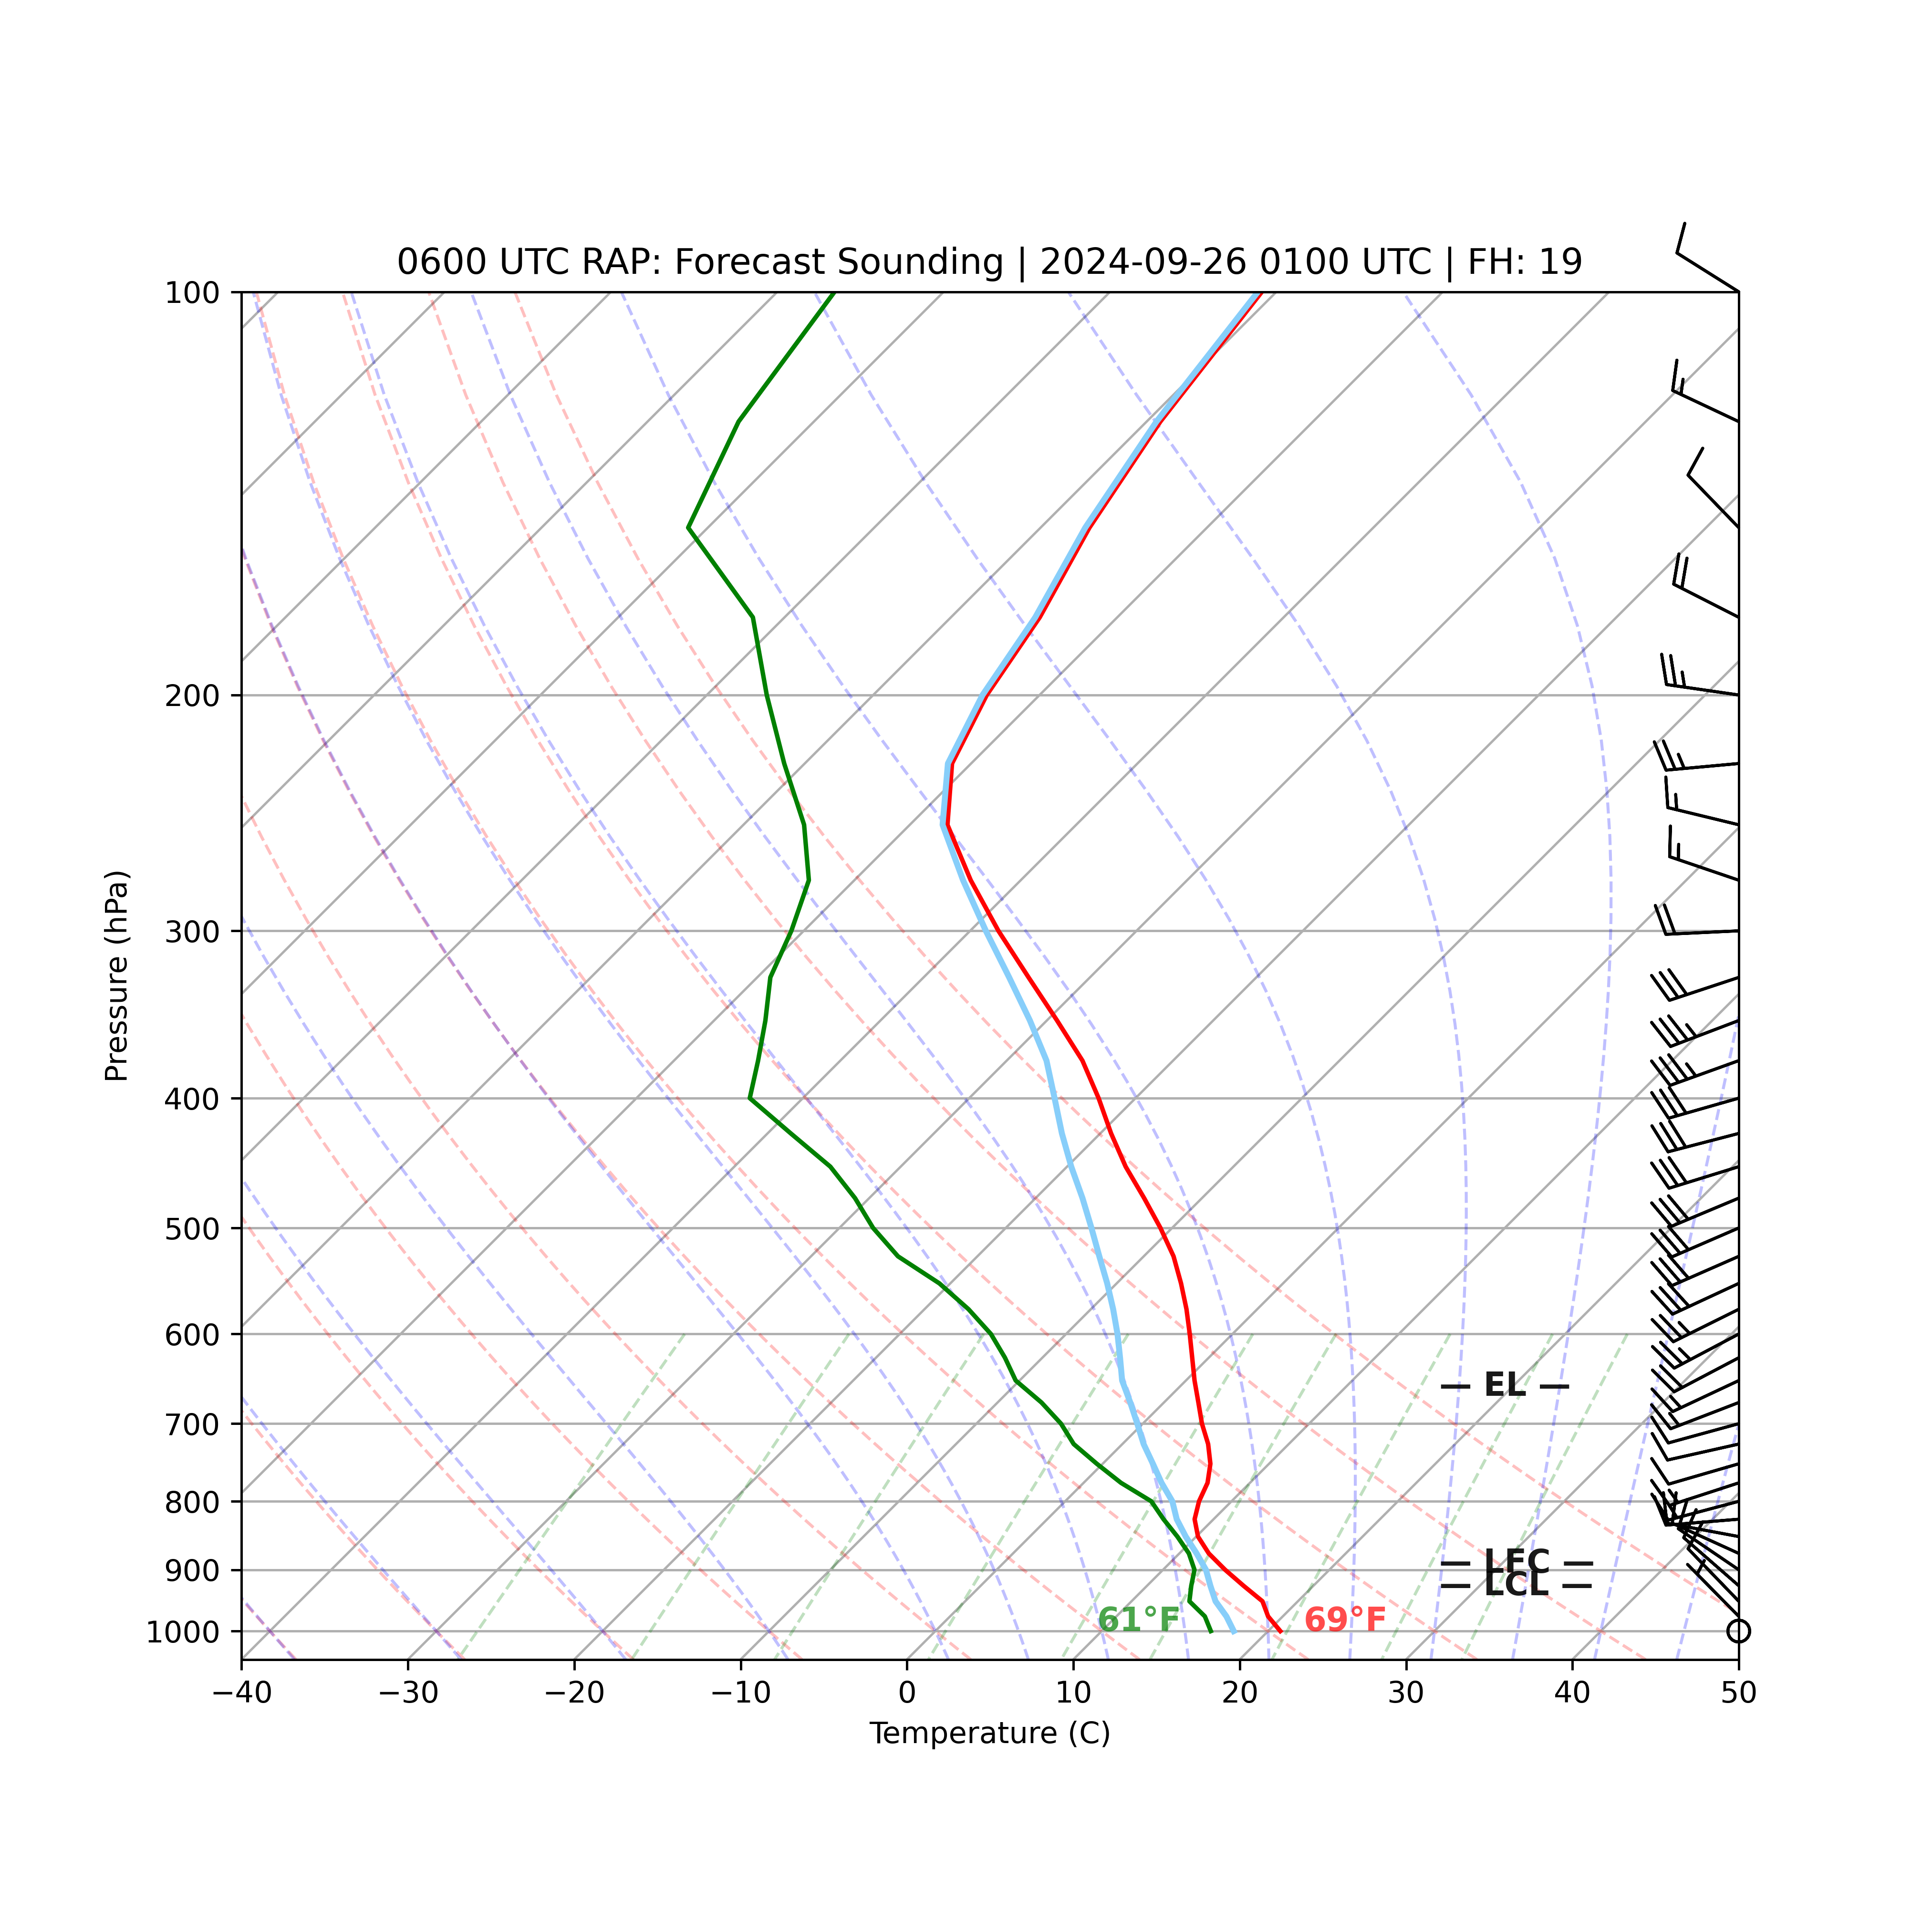 0600 UTC RAP: Forecast Sounding | 2024-09-26 0100 UTC | FH: 19
100
200
300
400
500
600
700
800
900
1000
Pressure (hPa)
— EL —
— LFC —
— LCL —
61°F 69°F
−40 −30 −20 −10 0 10 20 30 40 50
Temperature (C)